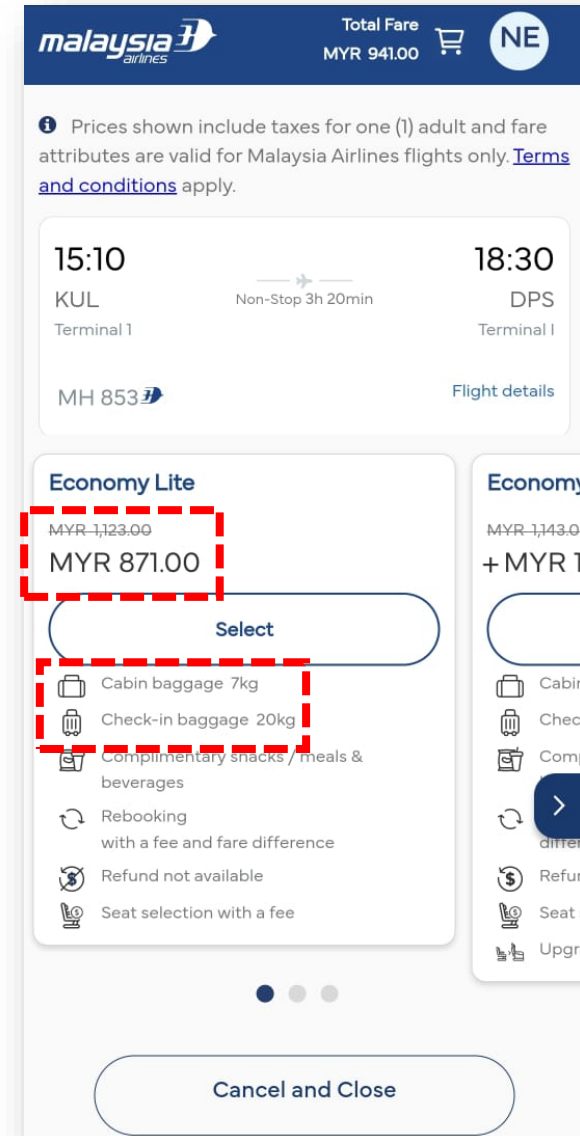 malaysia
airlines
Total Fare
MYR 941.00
NE
Prices shown include taxes for one (1) adult and fare
attributes are valid for Malaysia Airlines flights only. Terms
and conditions apply.
15:10
18:30
KUL
Non-Stop 3h 20min
DPS
Terminal 1
Terminal I
MH 853
Flight details
Economy Lite
MYR 1,123.00
MYR 871.00
Select
Cabin baggage 7kg
Check-in baggage 20kg
Complimentary snacks / meals &
beverages
Rebooking
with a fee and fare difference
Refund not available
Seat selection with a fee
Economy
MYR 1,143.0
+ MYR 1
Cabin
Chec
Comp
differ
Refun
Seat
Upgr
Cancel and Close